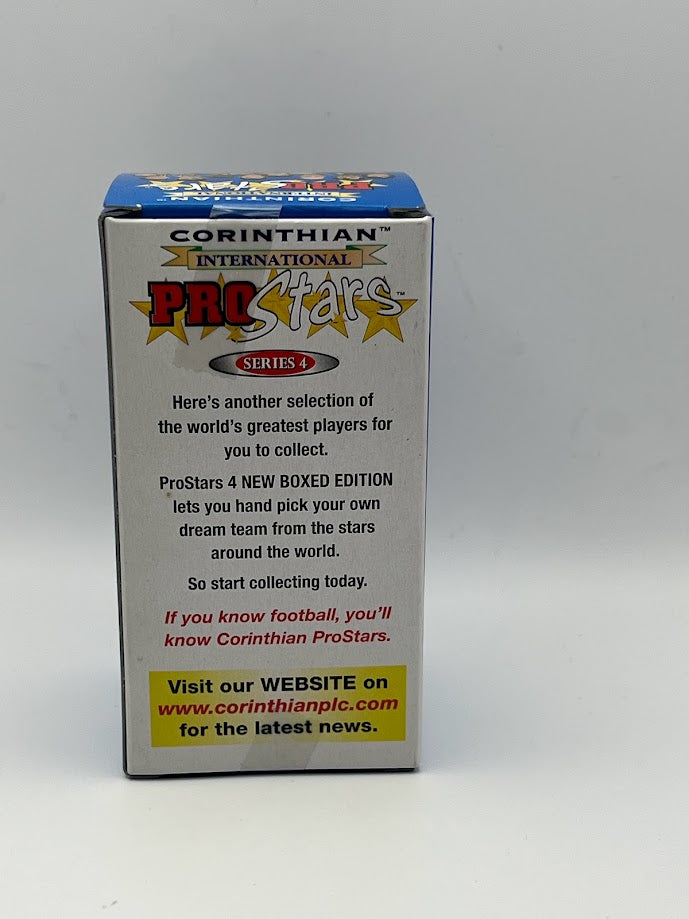 CORINTHIAN™
INTERNATIONAL
PROStars™
CORINTHIAN™
INTERNATIONAL
PROStars™
SERIES 4
Here's another selection of
the world's greatest players for
you to collect.
ProStars 4 NEW BOXED EDITION
lets you hand pick your own
dream team from the stars
around the world.
So start collecting today.
If you know football, you'll
know Corinthian ProStars.
Visit our WEBSITE on
www.corinthianplc.com
for the latest news.